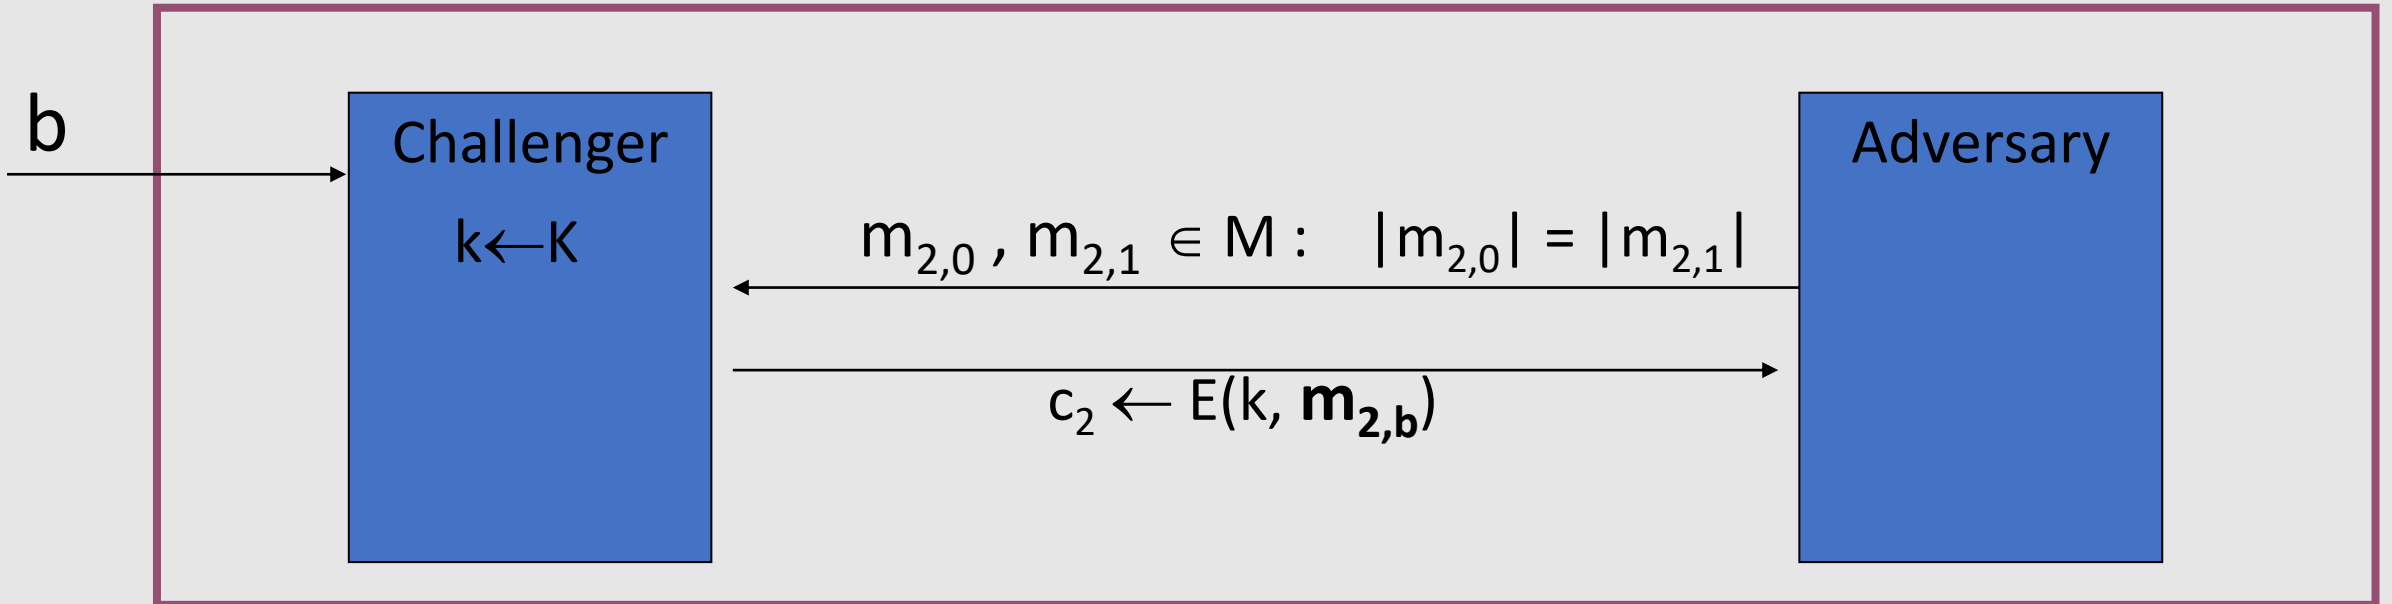 b
Challenger
Adversary
k←K
m₂,₀ , m₂,₁ ∈ M : |m₂,₀| = |m₂,₁|
c₂ ← E(k, m₂,b)